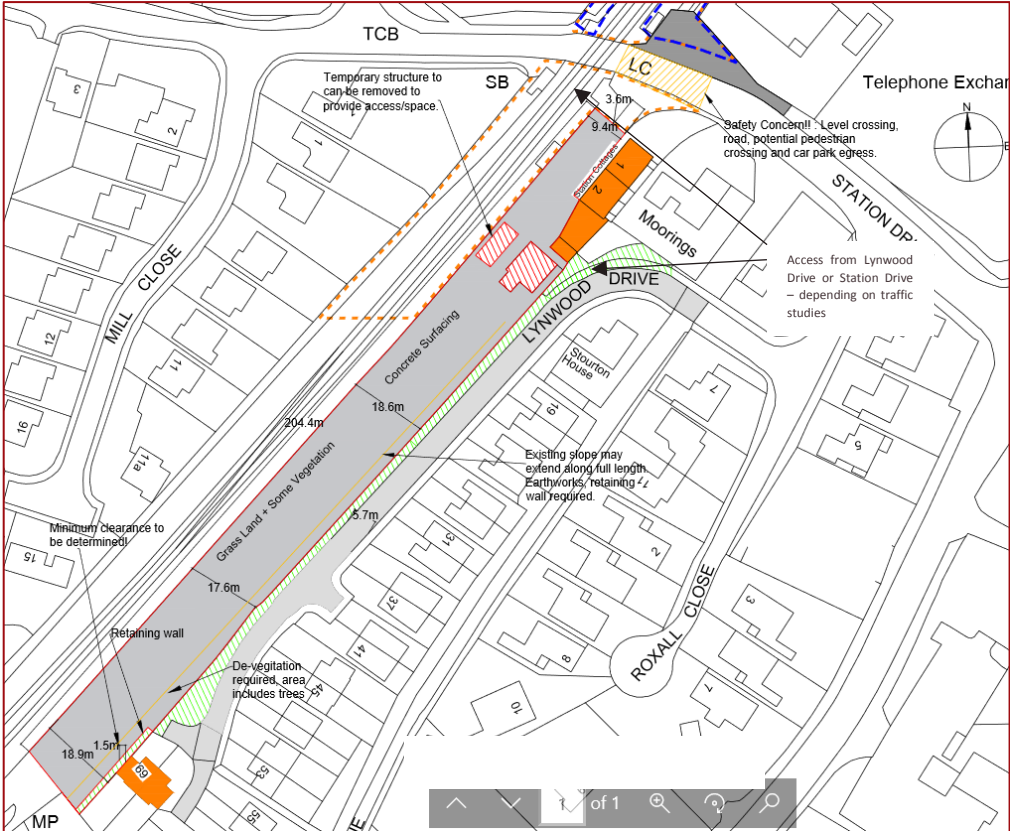 TCB
SB
LC
Telephone Exchan
N
E
3
2
1
1
Temporary structure to
can be removed to
provide access/space.
3.6m
9.4m
Safety Concern!! : Level crossing,
road, potential pedestrian
crossing and car park egress.
STATION DR
Station Cottages
1
2
Moorings
Access from Lynwood
Drive or Station Drive
– depending on traffic
studies
MILL CLOSE
LYNWOOD DRIVE
Concrete Surfacing
Stourton
House
12
11
16
11a
15
204.4m
18.6m
19
7
5
Existing slope may
extend along full length.
Earthworks, retaining
wall required.
11
Grass Land + Some Vegetation
5.7m
31
2
Minimum clearance to
be determined!
17.6m
37
3
ROXALL CLOSE
Retaining wall
41
8
7
De-vegitation
required, area
includes trees
45
10
1.5m
18.9m
69
53
55
MP
1 of 1